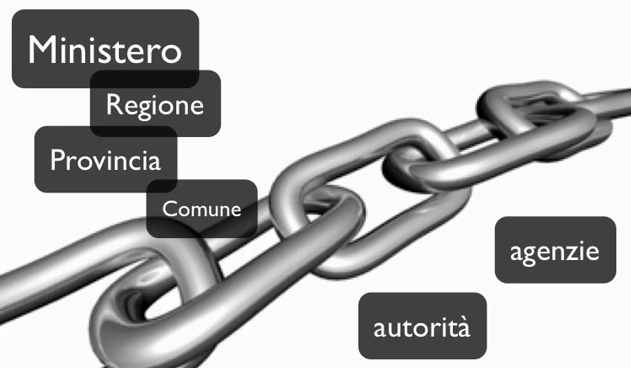 Ministero
Regione
Provincia
Comune
agenzie
autorità